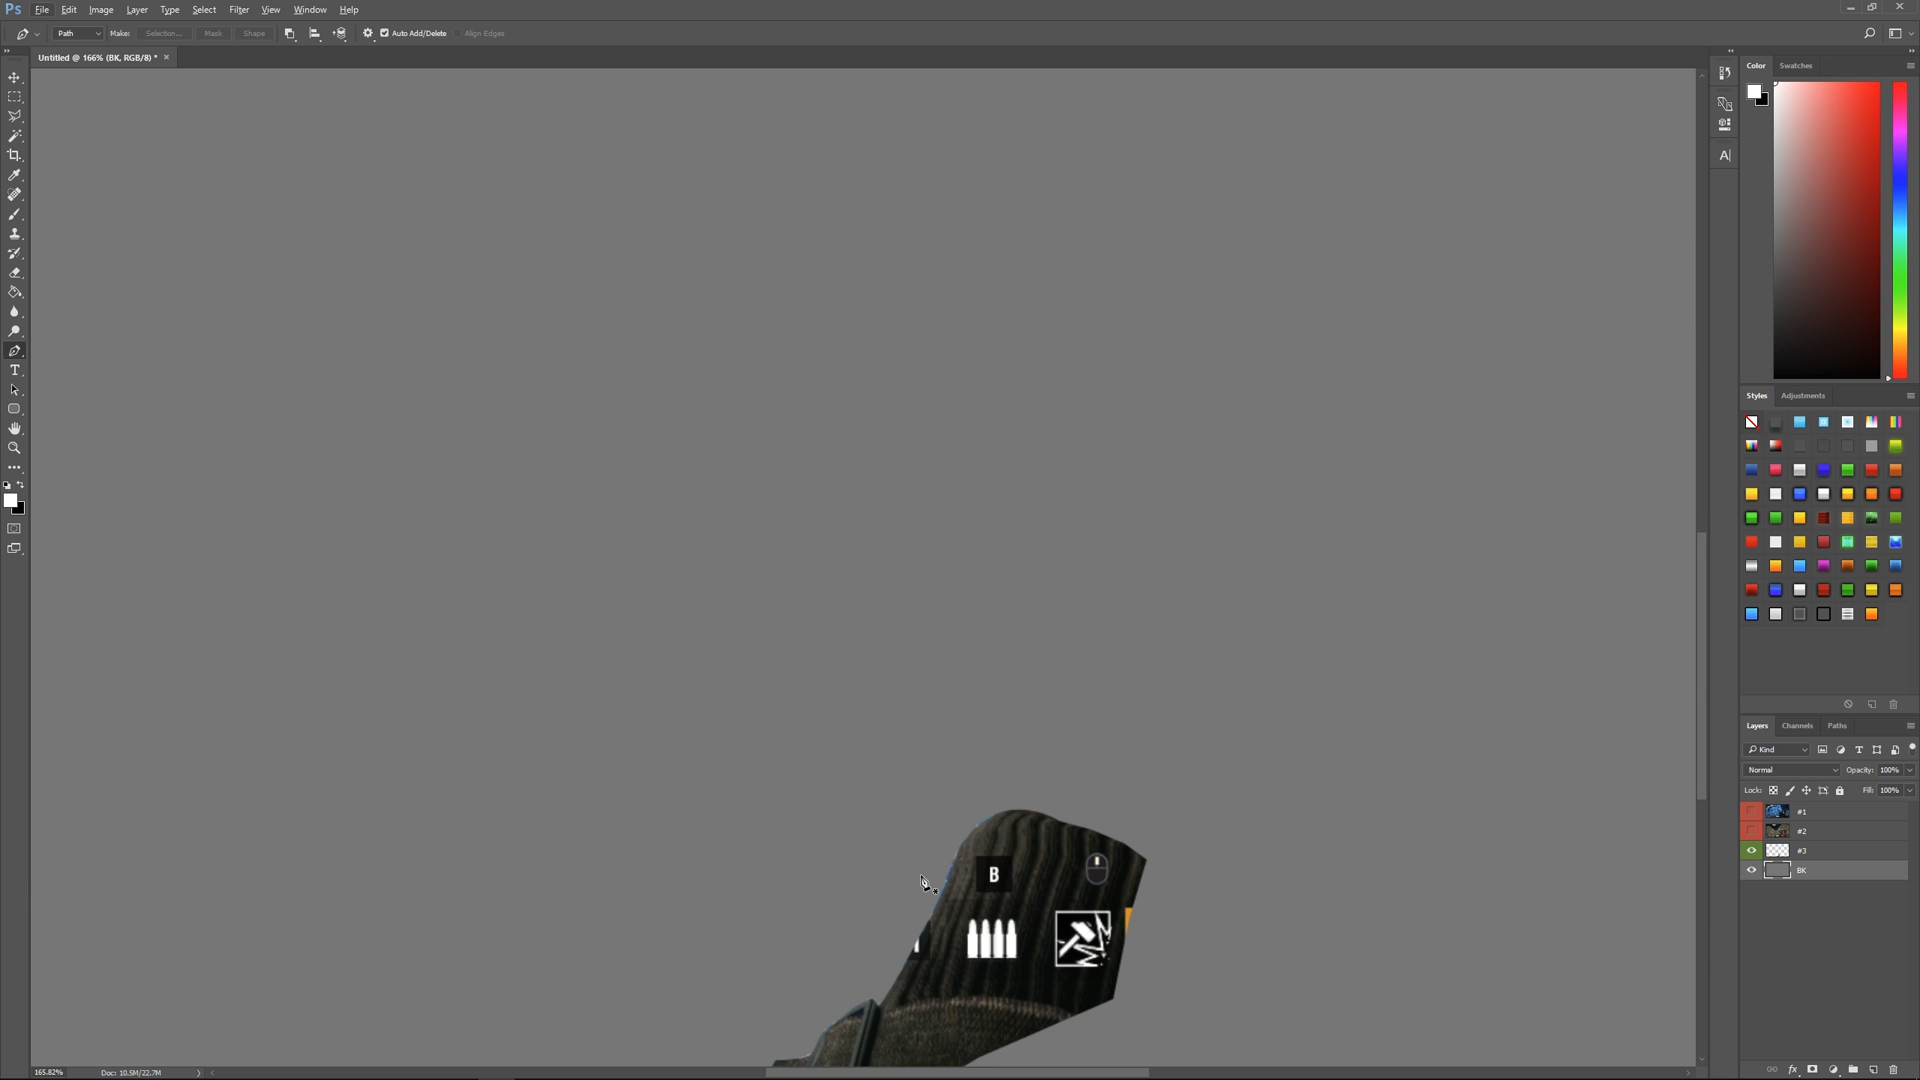 Ps File Edit Image Layer Type Select Filter View Window Help
Path Make: Selection... Mask Shape Auto Add/Delete Align Edges
Untitled @ 166% (BK, RGB/8) * ×
Color Swatches
A|
T
Styles Adjustments
Layers Channels Paths
Kind T
Normal Opacity: 100%
Lock: Fill: 100%
#1
#2
#3
BK
B
165.82% Doc: 10.5M/22.7M
fx